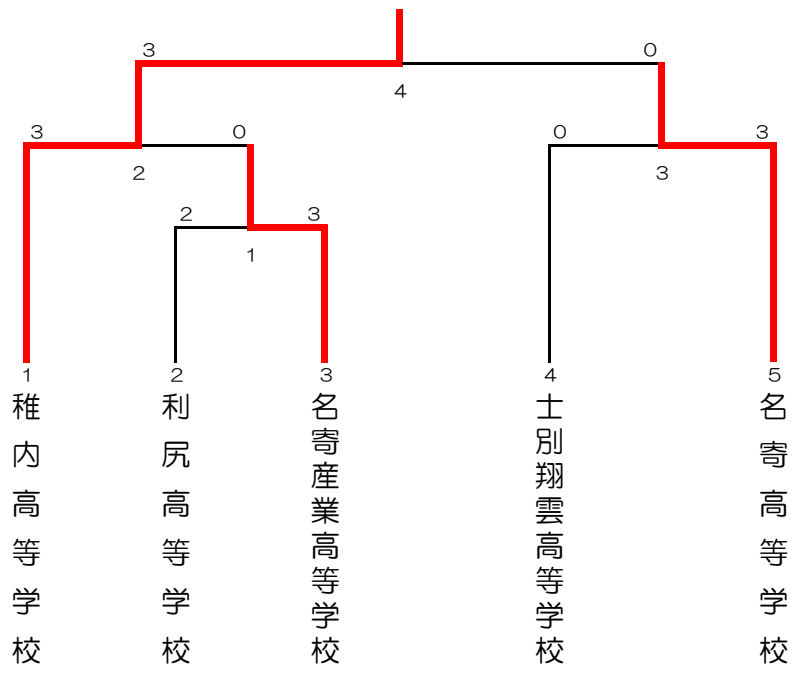 3 0
4
3 0 0 3
2 3
2 3
1
1 2 3 4 5
稚内高等学校
利尻高等学校
名寄産業高等学校
士別翔雲高等学校
名寄高等学校